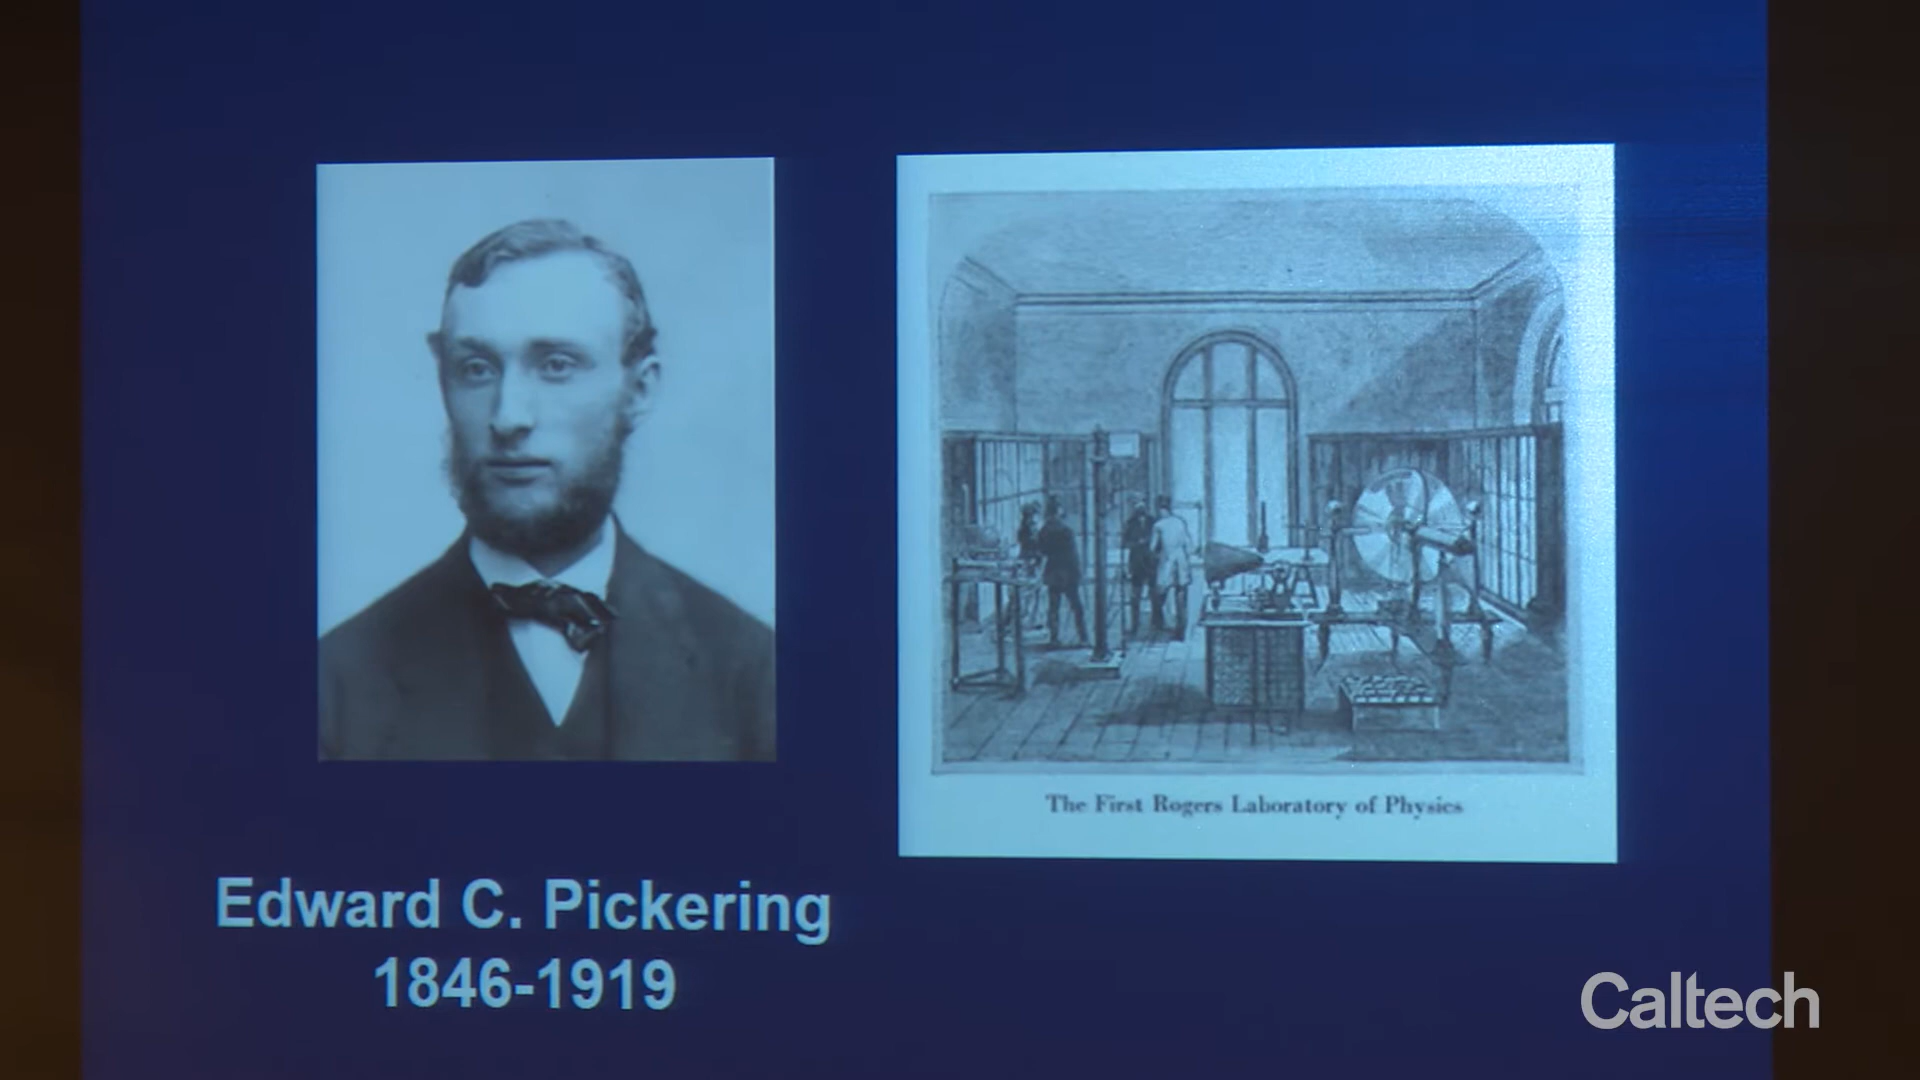 The First Rogers Laboratory of Physics
Edward C. Pickering
1846-1919
Caltech